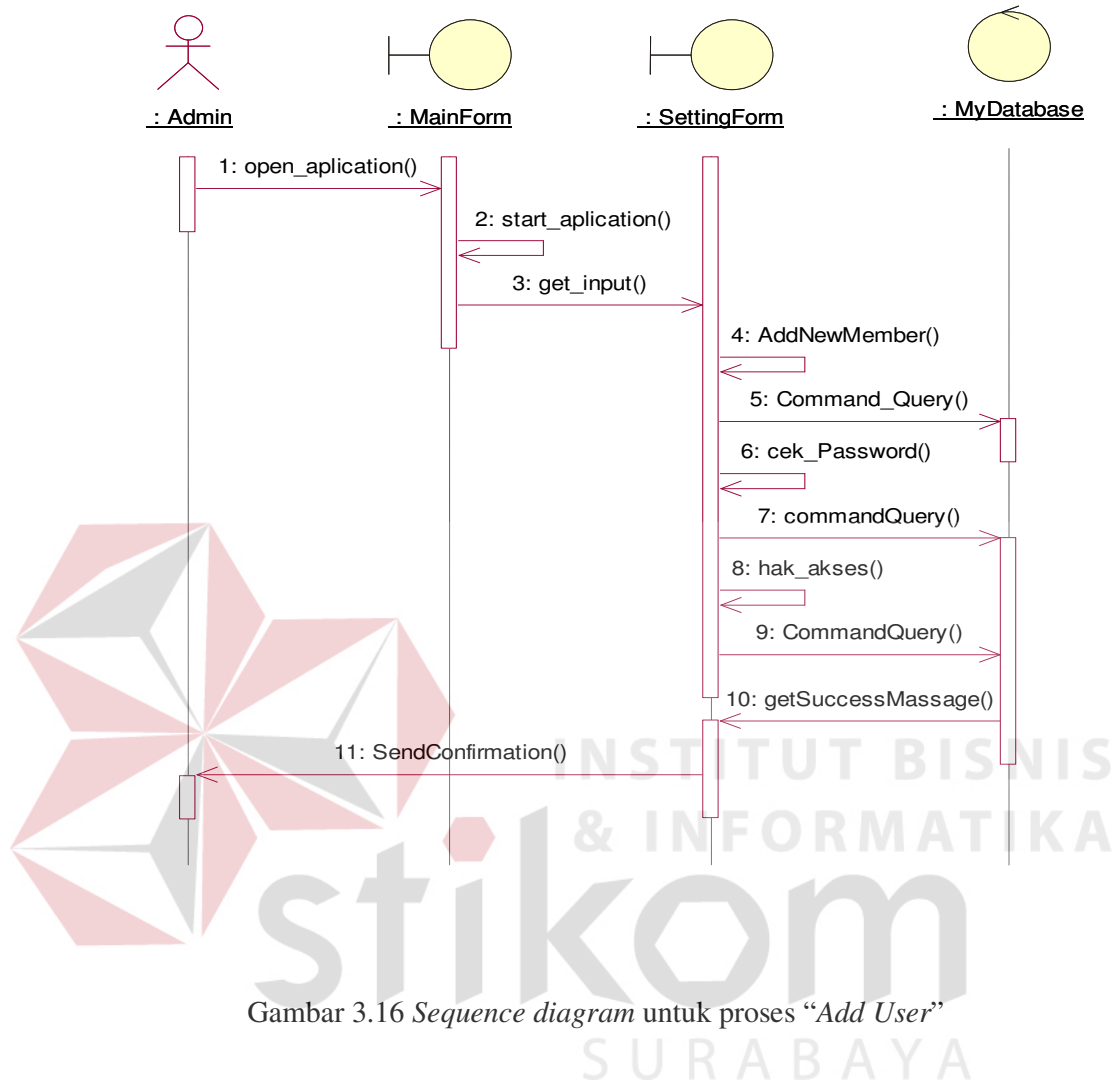 : Admin
: MainForm
: SettingForm
: MyDatabase
1: open_aplication()
2: start_aplication()
3: get_input()
4: AddNewMember()
5: Command_Query()
6: cek_Password()
7: commandQuery()
8: hak_akses()
9: CommandQuery()
10: getSuccessMassage()
11: SendConfirmation()
INSTITUT BISNIS
& INFORMATIKA
stikom
SURABAYA
Gambar 3.16 Sequence diagram untuk proses “Add User”